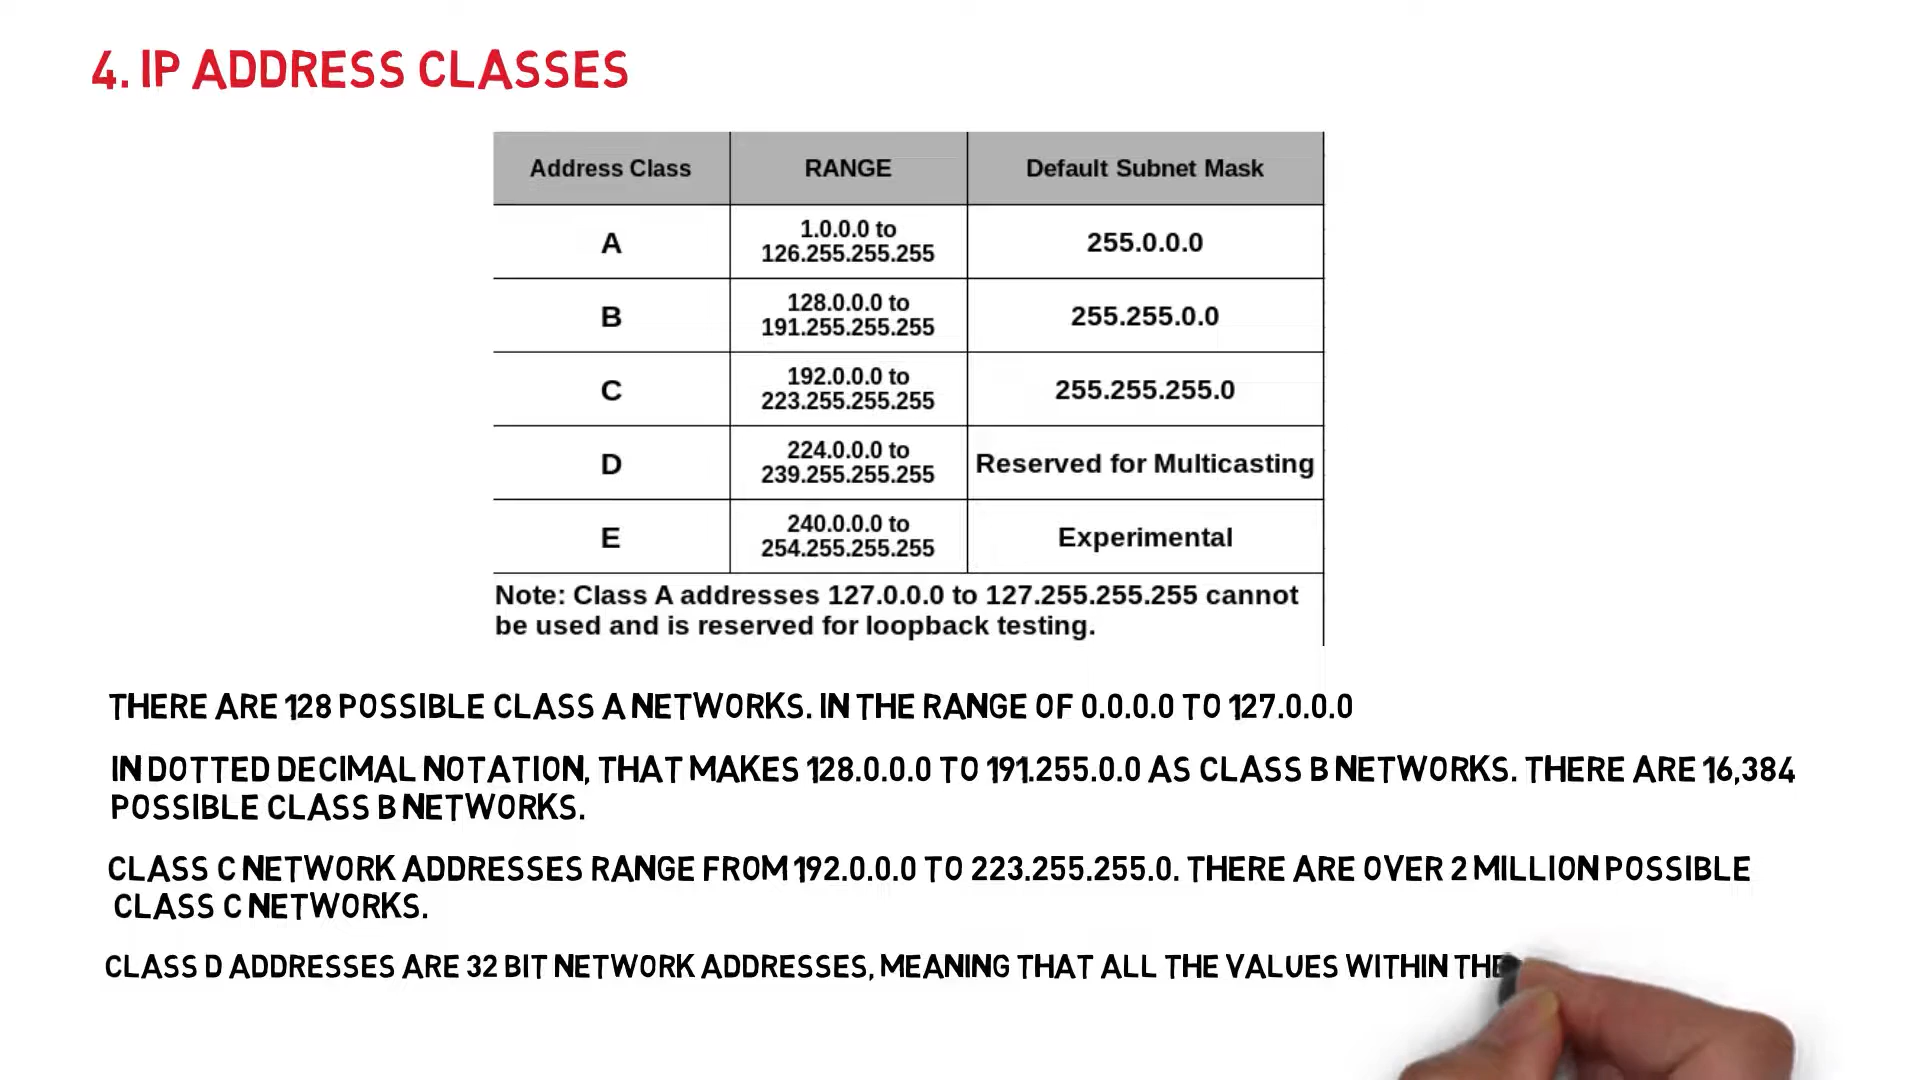 4. IP ADDRESS CLASSES
Address Class RANGE Default Subnet Mask
A 1.0.0.0 to 126.255.255.255 255.0.0.0
B 128.0.0.0 to 191.255.255.255 255.255.0.0
C 192.0.0.0 to 223.255.255.255 255.255.255.0
D 224.0.0.0 to 239.255.255.255 Reserved for Multicasting
E 240.0.0.0 to 254.255.255.255 Experimental
Note: Class A addresses 127.0.0.0 to 127.255.255.255 cannot
be used and is reserved for loopback testing.
THERE ARE 128 POSSIBLE CLASS A NETWORKS. IN THE RANGE OF 0.0.0.0 TO 127.0.0.0
IN DOTTED DECIMAL NOTATION, THAT MAKES 128.0.0.0 TO 191.255.0.0 AS CLASS B NETWORKS. THERE ARE 16,384
POSSIBLE CLASS B NETWORKS.
CLASS C NETWORK ADDRESSES RANGE FROM 192.0.0.0 TO 223.255.255.0. THERE ARE OVER 2 MILLION POSSIBLE
CLASS C NETWORKS.
CLASS D ADDRESSES ARE 32 BIT NETWORK ADDRESSES, MEANING THAT ALL THE VALUES WITHIN THE